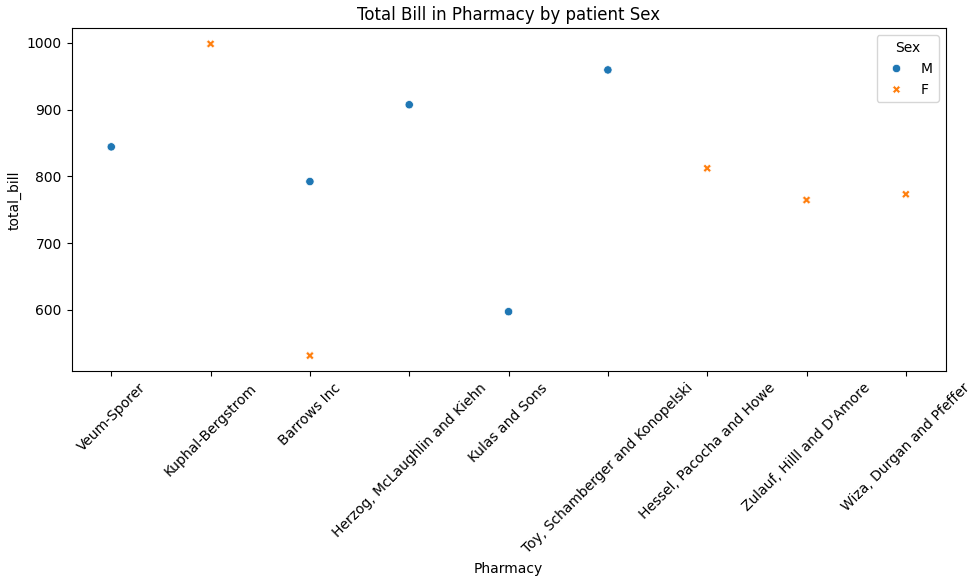 Total Bill in Pharmacy by patient Sex
total_bill
1000
900
800
700
600
Sex
M
F
Veum-Sporer
Kuphal-Bergstrom
Barrows Inc
Herzog, McLaughlin and Kiehn
Kulas and Sons
Toy, Schamberger and Konopelski
Hessel, Pacocha and Howe
Zulauf, Hilll and D'Amore
Wiza, Durgan and Pfeffer
Pharmacy